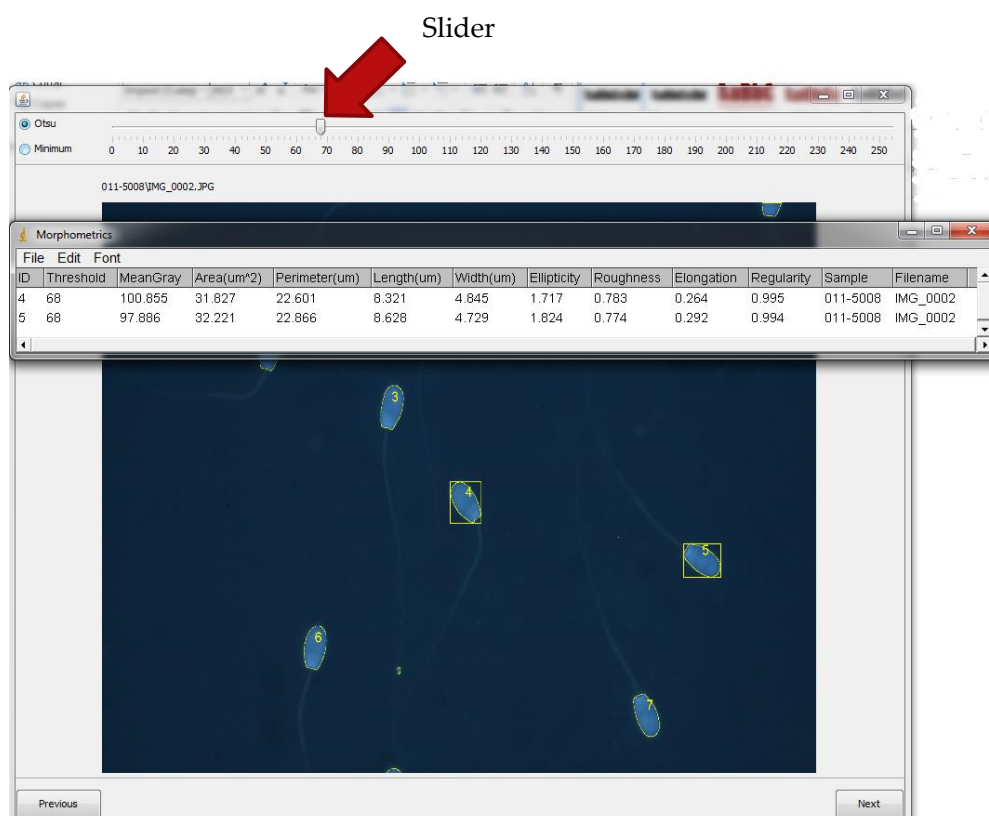 Slider
Otsu
Minimum
0 10 20 30 40 50 60 70 80 90 100 110 120 130 140 150 160 170 180 190 200 210 220 230 240 250
011-5008\IMG_0002.JPG
Morphometrics
File Edit Font
ID Threshold MeanGray Area(um^2) Perimeter(um) Length(um) Width(um) Ellipticity Roughness Elongation Regularity Sample Filename
4 68 100.855 31.827 22.601 8.321 4.845 1.717 0.783 0.264 0.995 011-5008 IMG_0002
5 68 97.886 32.221 22.866 8.628 4.729 1.824 0.774 0.292 0.994 011-5008 IMG_0002
3
4
5
6
7
Previous Next